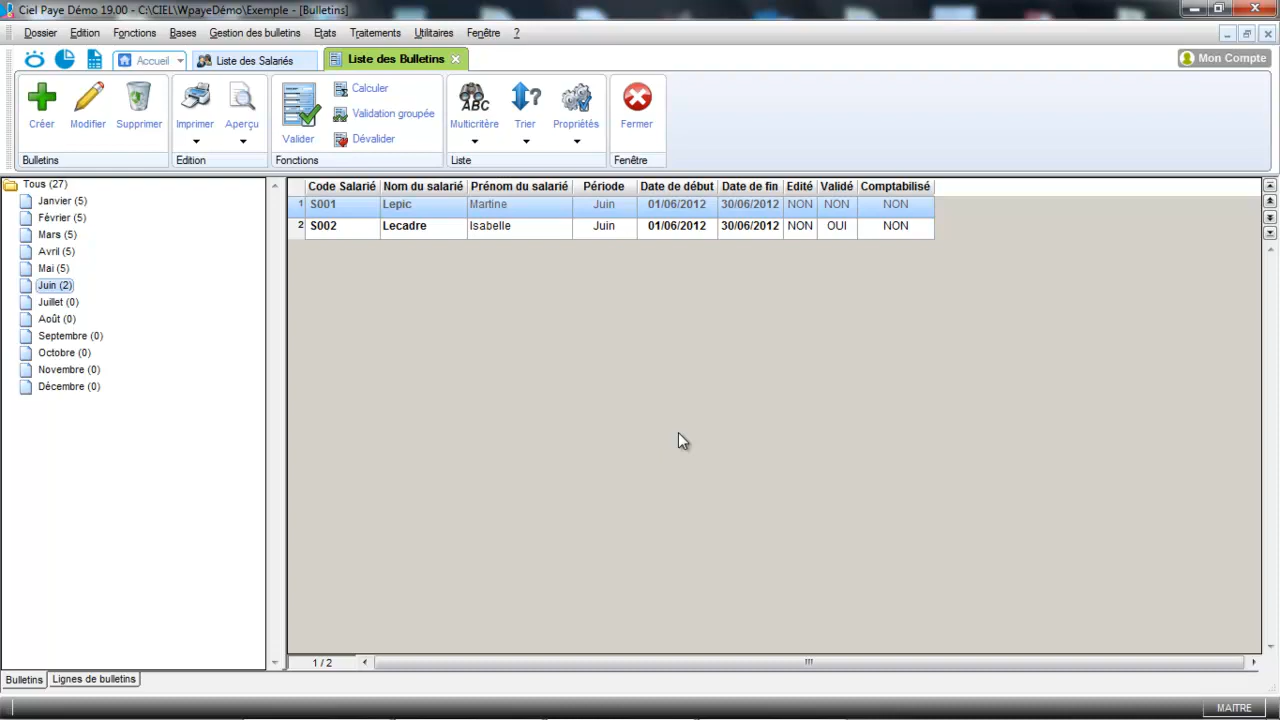 Ciel Paye Démo 19.00 - C:\CIEL\WpayeDémo\Exemple - [Bulletins]
Dossier Edition Fonctions Bases Gestion des bulletins Etats Traitements Utilitaires Fenêtre ?
Accueil Liste des Salariés Liste des Bulletins Mon Compte
Créer Modifier Supprimer Imprimer Aperçu Valider Calculer Multicritère Trier Propriétés Fermer
Validation groupée
Dévalider
Bulletins Edition Fonctions Liste Fenêtre
Tous (27)
Janvier (5)
Février (5)
Mars (5)
Avril (5)
Mai (5)
Juin (2)
Juillet (0)
Août (0)
Septembre (0)
Octobre (0)
Novembre (0)
Décembre (0)
Code Salarié Nom du salarié Prénom du salarié Période Date de début Date de fin Edité Validé Comptabilisé
1 S001 Lepic Martine Juin 01/06/2012 30/06/2012 NON NON NON
2 S002 Lecadre Isabelle Juin 01/06/2012 30/06/2012 NON OUI NON
1 / 2
Bulletins Lignes de bulletins
MAITRE